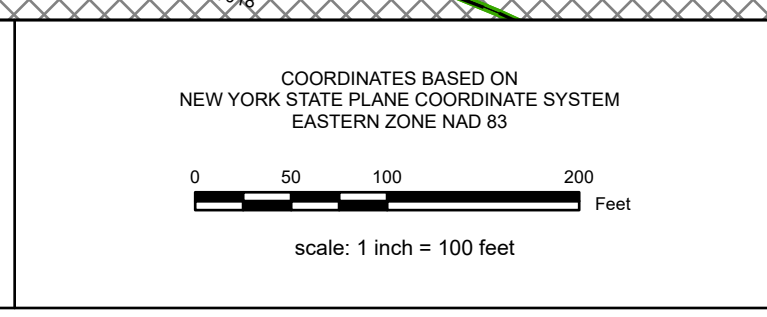 COORDINATES BASED ON
NEW YORK STATE PLANE COORDINATE SYSTEM
EASTERN ZONE NAD 83
0 50 100 200
Feet
scale: 1 inch = 100 feet